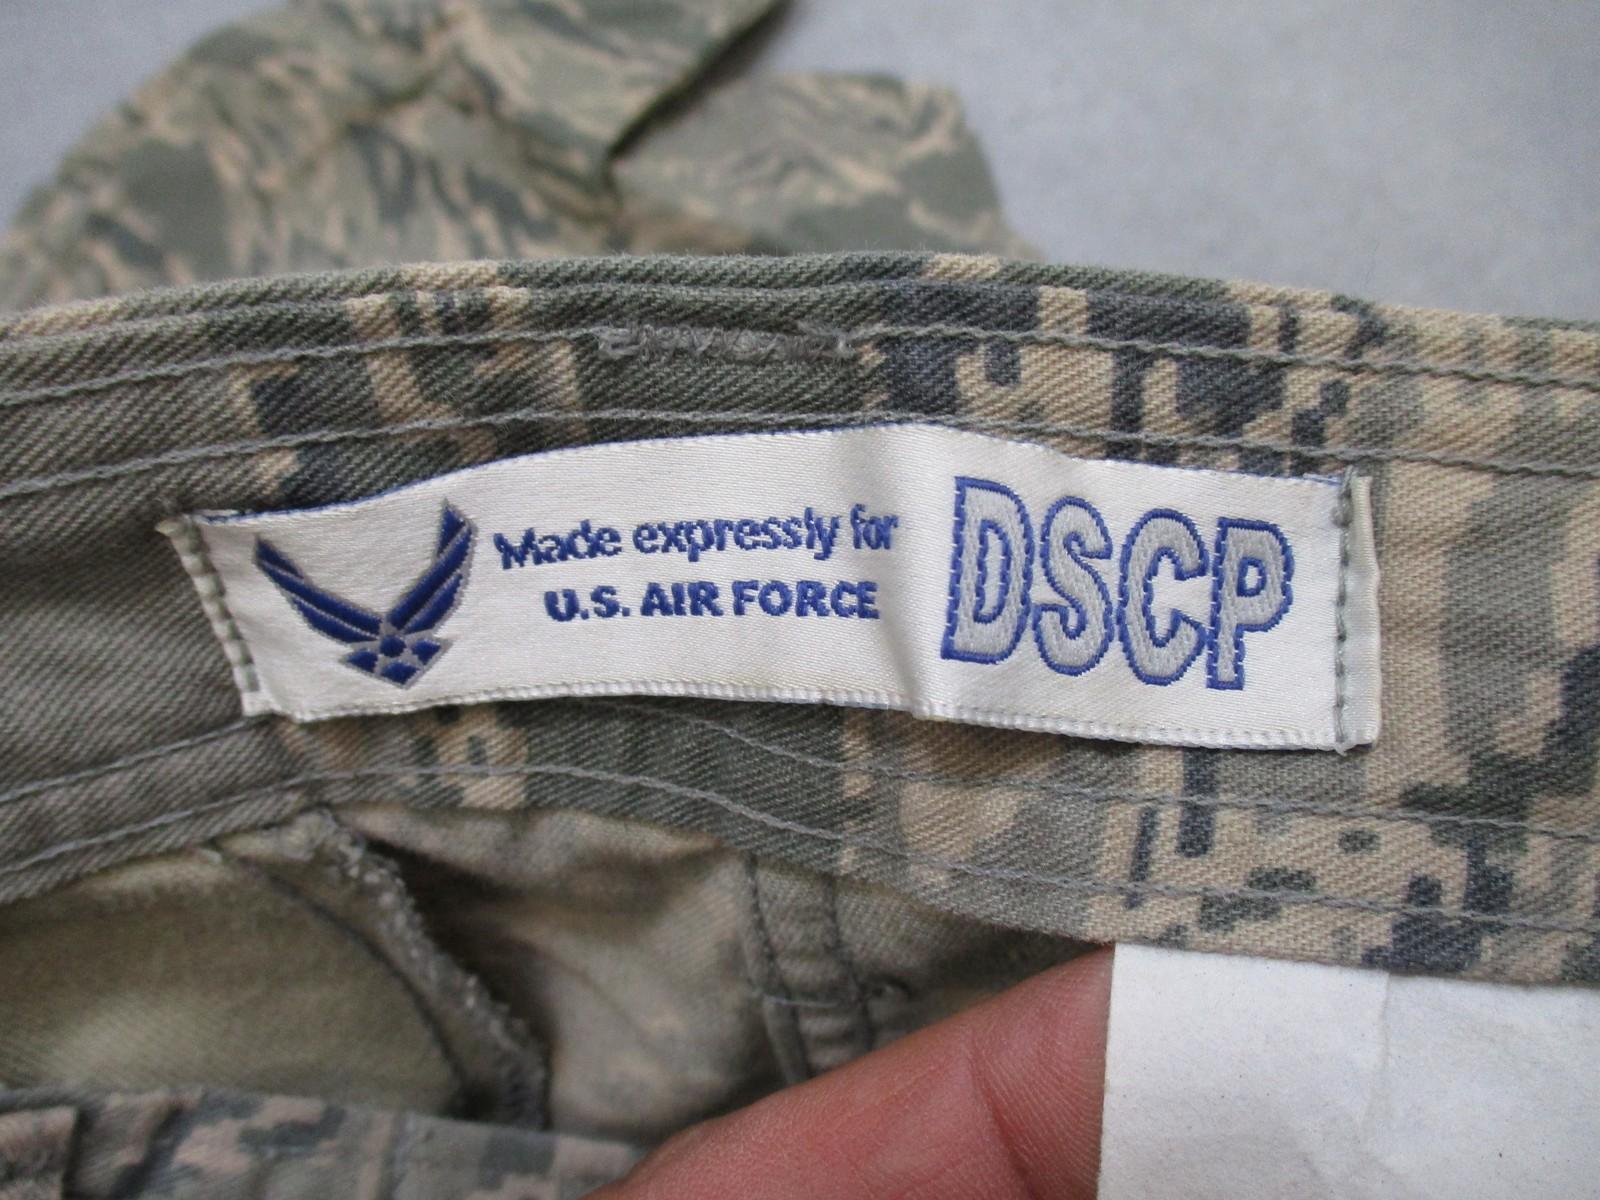 Made expressly for
U.S. AIR FORCE
DSCP